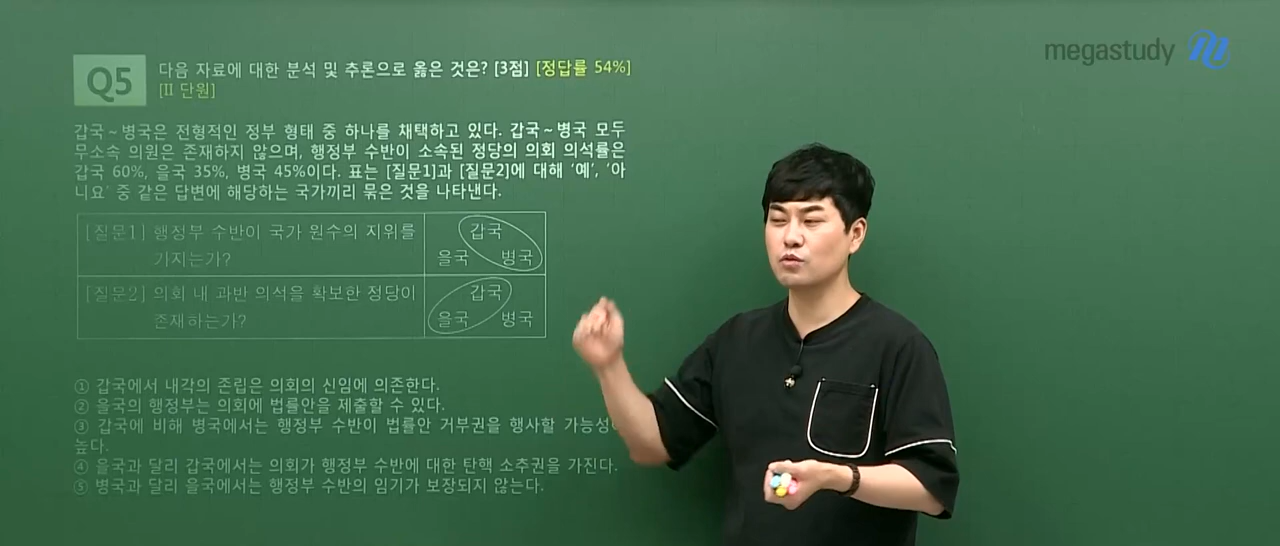 megastudy
Q5 다음 자료에 대한 분석 및 추론으로 옳은 것은? [3점] [정답률 54%]
[Ⅱ 단원]
갑국~병국은 전형적인 정부 형태 중 하나를 채택하고 있다. 갑국~병국 모두
무소속 의원은 존재하지 않으며, 행정부 수반이 소속된 정당의 의회 의석률은
갑국 60%, 을국 35%, 병국 45%이다. 표는 [질문1]과 [질문2]에 대해 ‘예’, ‘아
니요’ 중 같은 답변에 해당하는 국가끼리 묶은 것을 나타낸다.
[질문1] 행정부 수반이 국가 원수의 지위를
가지는가?
갑국
을국 병국
[질문2] 의회 내 과반 의석을 확보한 정당이
존재하는가?
갑국
을국 병국
① 갑국에서 내각의 존립은 의회의 신임에 의존한다.
② 을국의 행정부는 의회에 법률안을 제출할 수 있다.
③ 갑국에 비해 병국에서는 행정부 수반이 법률안 거부권을 행사할 가능성이
높다.
④ 을국과 달리 갑국에서는 의회가 행정부 수반에 대한 탄핵 소추권을 가진다.
⑤ 병국과 달리 을국에서는 행정부 수반의 임기가 보장되지 않는다.